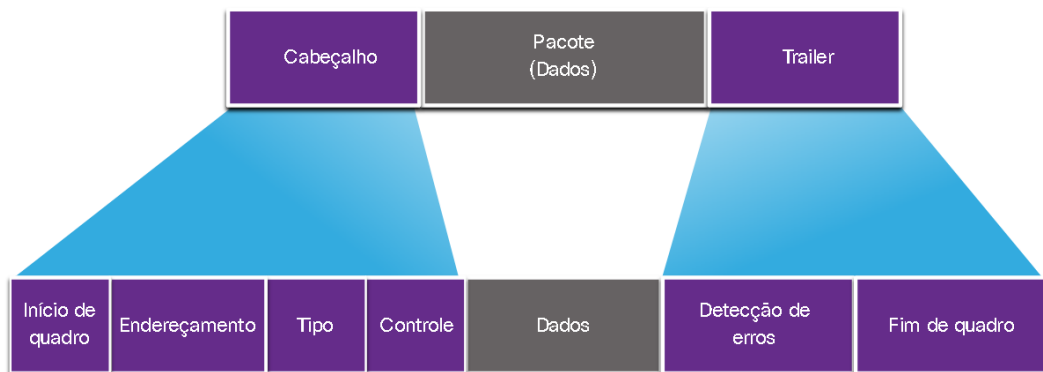 Cabeçalho
Pacote
(Dados)
Trailer
Início de
quadro
Endereçamento
Tipo
Controle
Dados
Detecção de
erros
Fim de quadro